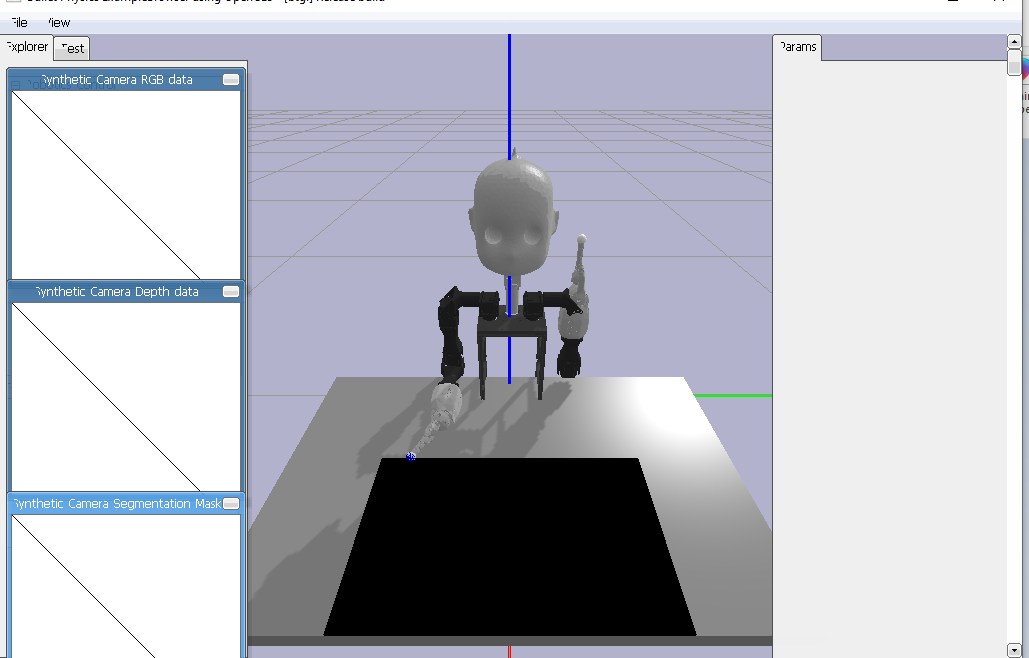 File View
Explorer Test
Params
Synthetic Camera RGB data
Synthetic Camera Depth data
Synthetic Camera Segmentation Mask